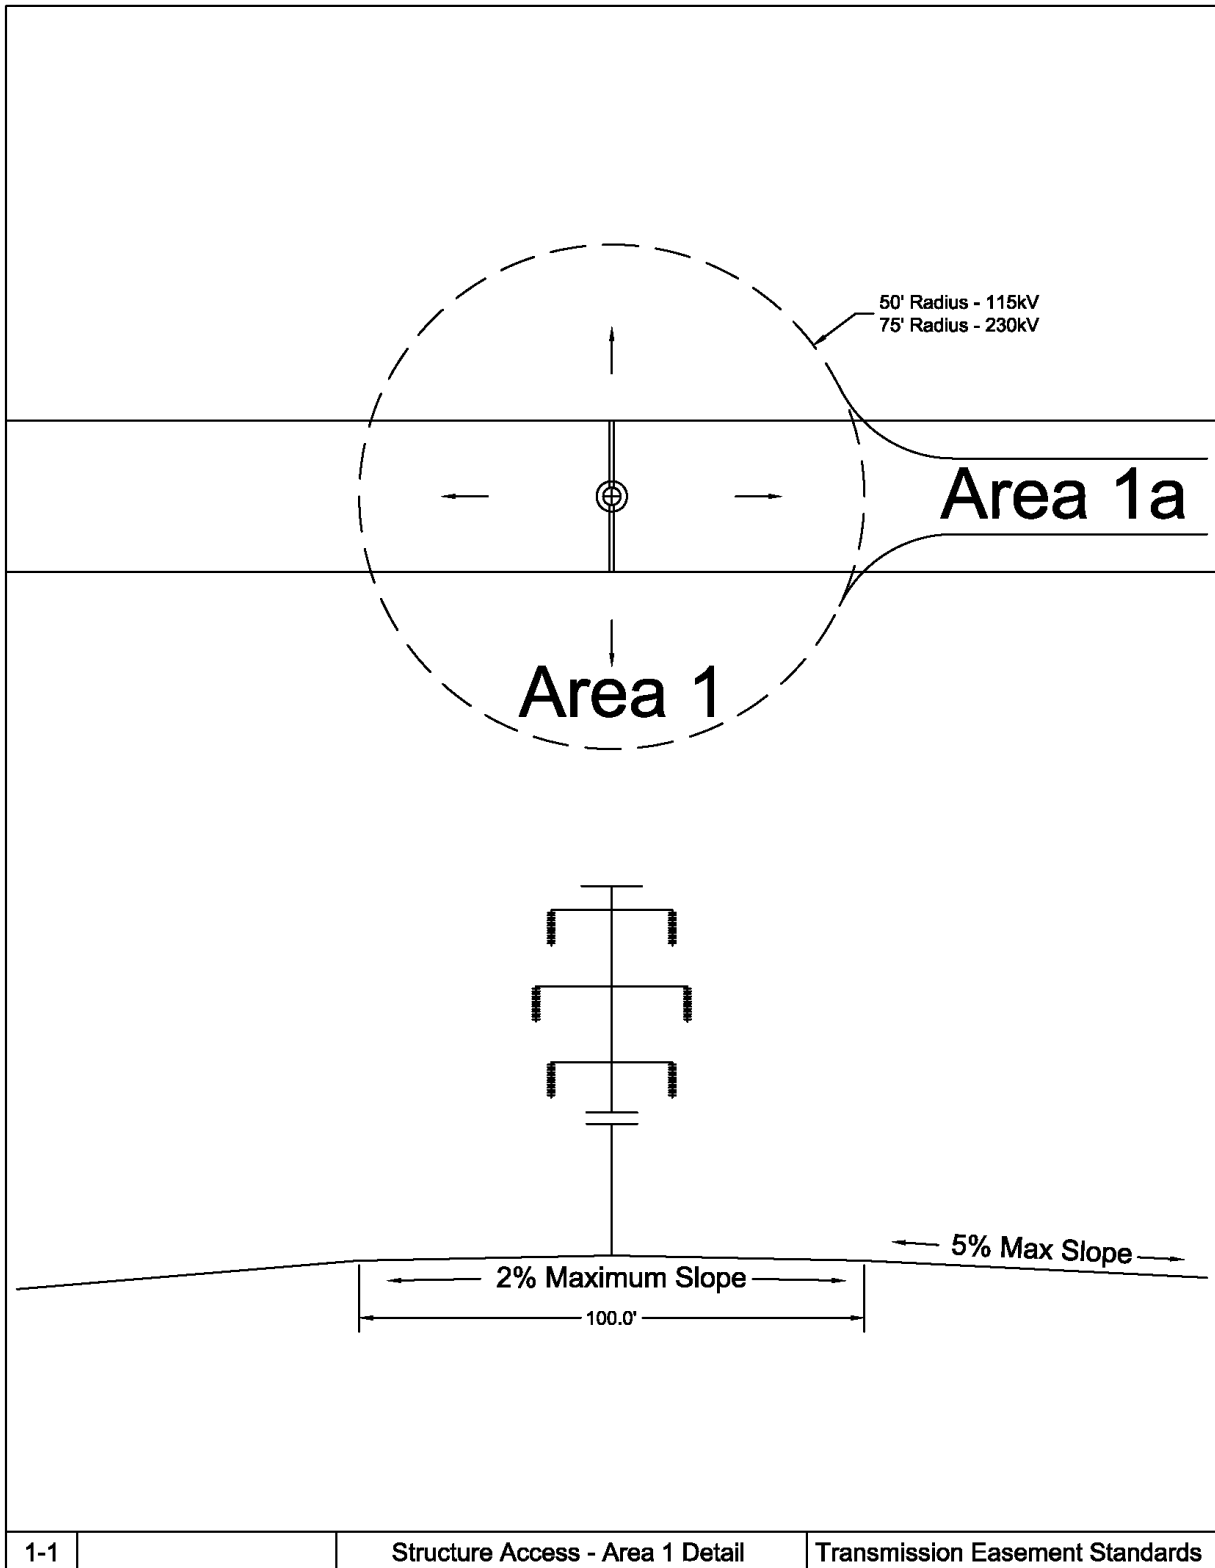 50' Radius - 115kV
75' Radius - 230kV
Area 1a
Area 1
5% Max Slope
2% Maximum Slope
100.0'
1-1
Structure Access - Area 1 Detail
Transmission Easement Standards